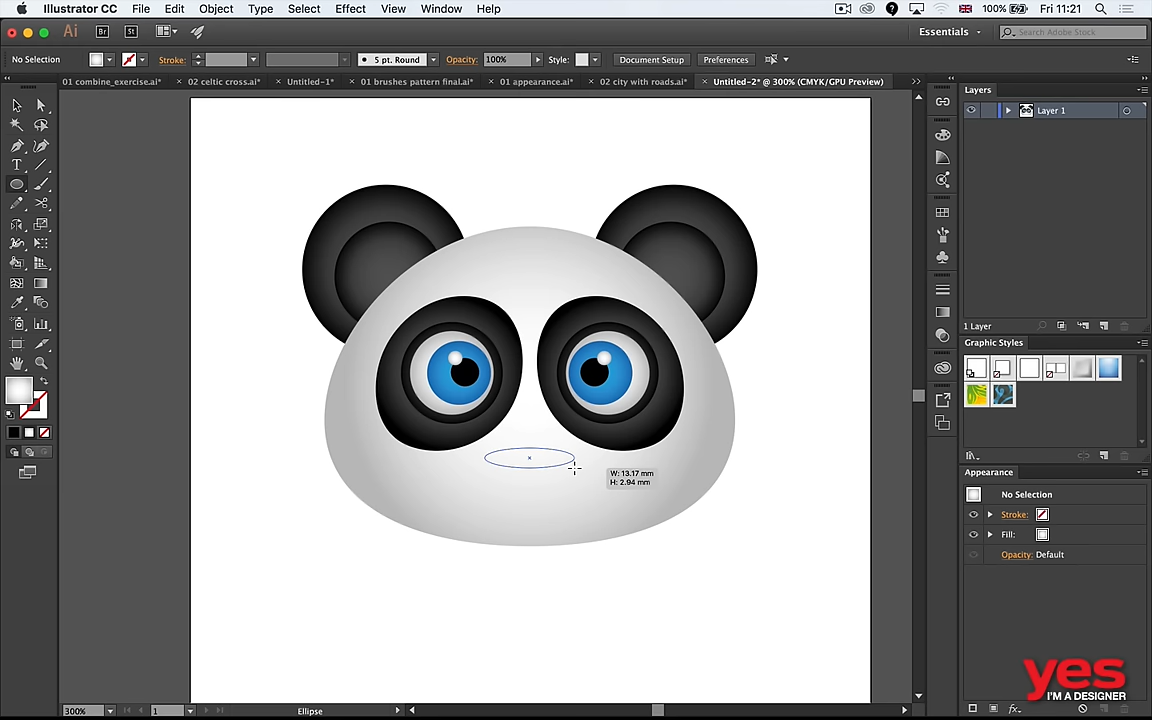 Illustrator CC File Edit Object Type Select Effect View Window Help 100% Fri 11:21
Ai Br St Essentials Search Adobe Stock
No Selection Stroke: 5 pt. Round Opacity: 100% Style: Document Setup Preferences
01 combine_exercise.ai* × 02 celtic cross.ai* × Untitled-1* × 01 brushes pattern final.ai* × 01 appearance.ai* × 02 city with roads.ai* × Untitled-2* @ 300% (CMYK/GPU Preview)
Layers
Layer 1
1 Layer
Graphic Styles
W: 13.17 mm
H: 2.94 mm
Appearance
No Selection
Stroke:
Fill:
Opacity: Default
yes
I'M A DESIGNER
300% 1 Ellipse
fx